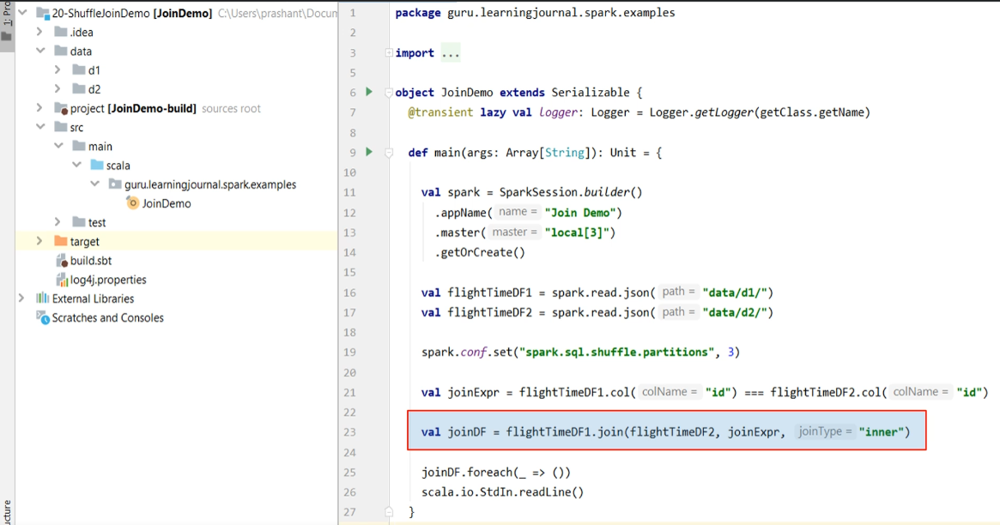 1: Pro
20-ShuffleJoinDemo [JoinDemo] C:\Users\prashant\Docum
.idea
data
d1
d2
project [JoinDemo-build] sources root
src
main
scala
guru.learningjournal.spark.examples
JoinDemo
test
target
build.sbt
log4j.properties
External Libraries
Scratches and Consoles
ucture
1 package guru.learningjournal.spark.examples
2
3 import ...
5
6 object JoinDemo extends Serializable {
7 @transient lazy val logger: Logger = Logger.getLogger(getClass.getName)
8
9 def main(args: Array[String]): Unit = {
10
11 val spark = SparkSession.builder()
12 .appName( name = "Join Demo")
13 .master( master = "local[3]")
14 .getOrCreate()
15
16 val flightTimeDF1 = spark.read.json( path = "data/d1/")
17 val flightTimeDF2 = spark.read.json( path = "data/d2/")
18
19 spark.conf.set("spark.sql.shuffle.partitions", 3)
20
21 val joinExpr = flightTimeDF1.col( colName = "id") === flightTimeDF2.col( colName = "id")
22
23 val joinDF = flightTimeDF1.join(flightTimeDF2, joinExpr, joinType = "inner")
24
25 joinDF.foreach(_ => ())
26 scala.io.StdIn.readLine()
27 }